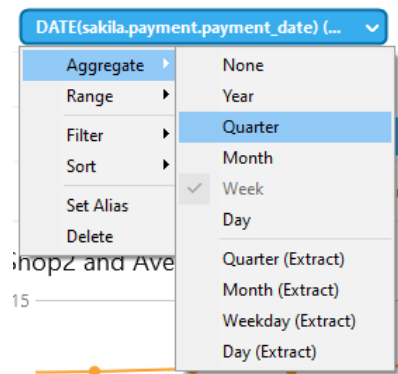 DATE(sakila.payment.payment_date) (...
Aggregate
Range
Filter
Sort
Set Alias
Delete
None
Year
Quarter
Month
Week
Day
Quarter (Extract)
Month (Extract)
Weekday (Extract)
Day (Extract)
Shop2 and Ave
15